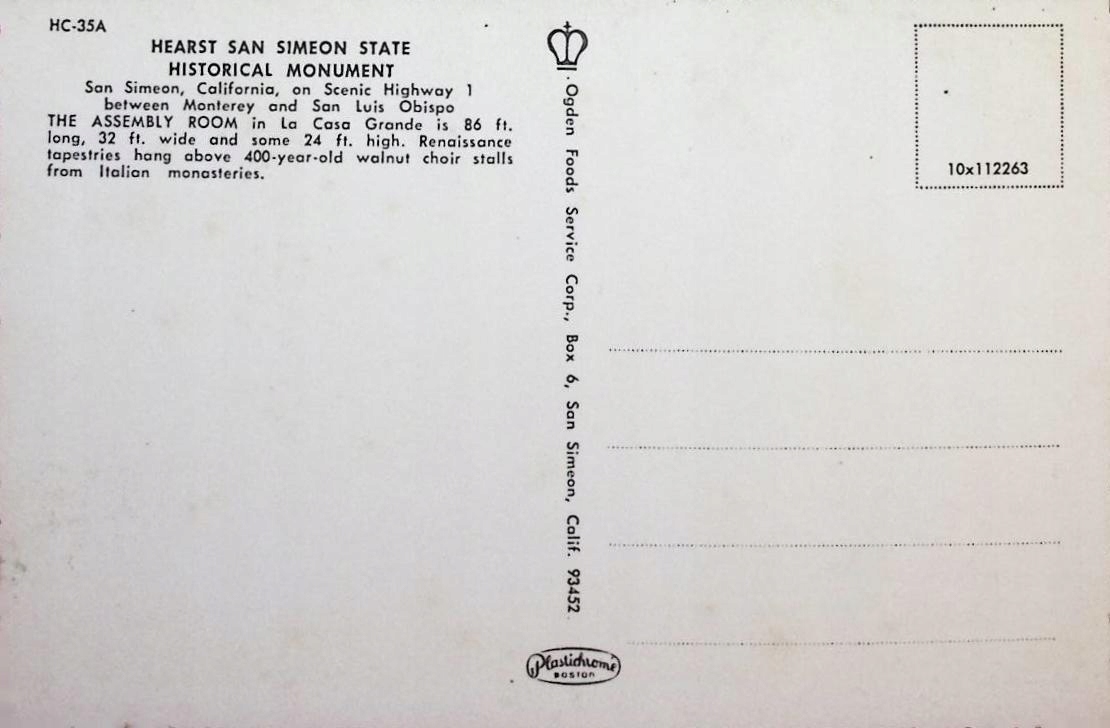 HC-35A
HEARST SAN SIMEON STATE
HISTORICAL MONUMENT
San Simeon, California, on Scenic Highway 1
between Monterey and San Luis Obispo
THE ASSEMBLY ROOM in La Casa Grande is 86 ft.
long, 32 ft. wide and some 24 ft. high. Renaissance
tapestries hang above 400-year-old walnut choir stalls
from Italian monasteries.
Ogden Foods Service Corp., Box 6, San Simeon, Calif. 93452
Plastichrome
BOSTON
10x112263